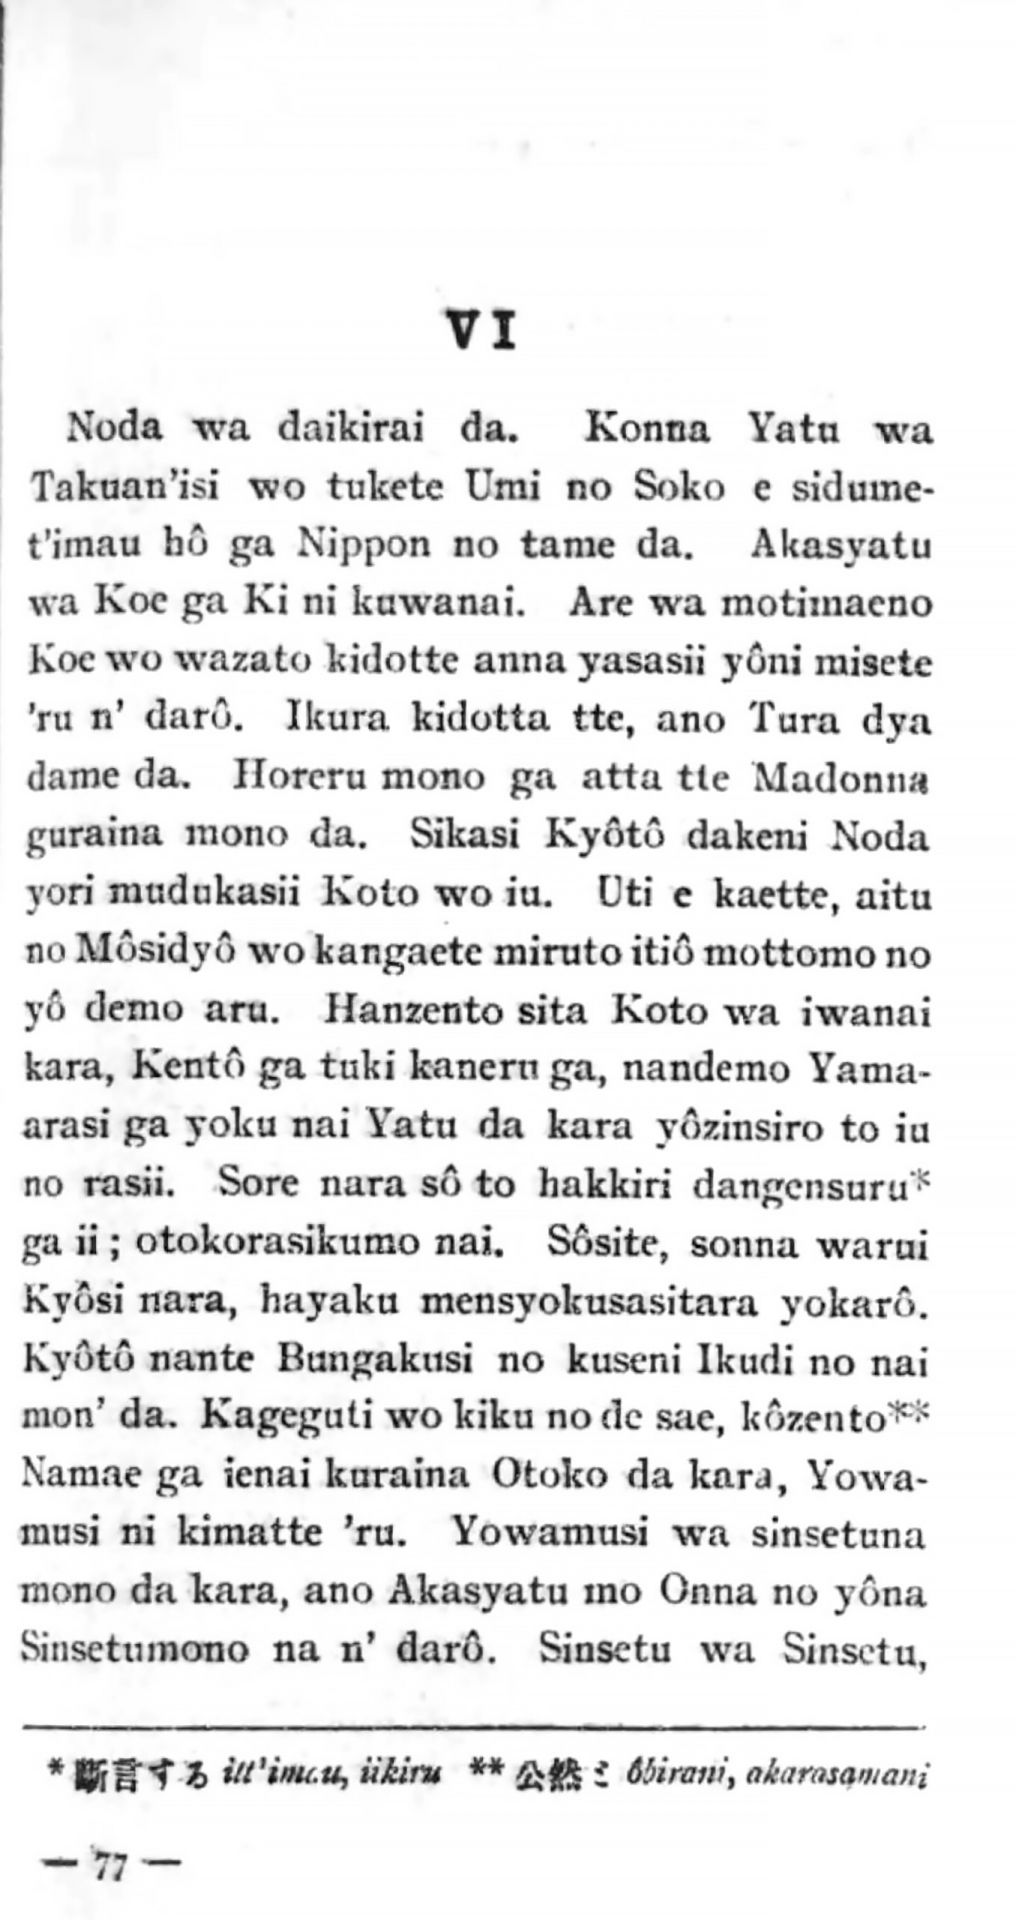 VI
Noda wa daikirai da. Konna Yatu wa
Takuan'isi wo tukete Umi no Soko e sidume-
t'imau hô ga Nippon no tame da. Akasyatu
wa Koe ga Ki ni kuwanai. Are wa motimaeno
Koe wo wazato kidotte anna yasasii yôni misete
'ru n' darô. Ikura kidotta tte, ano Tura dya
dame da. Horeru mono ga atta tte Madonna
guraina mono da. Sikasi Kyôtô dakeni Noda
yori mudukasii Koto wo iu. Uti e kaette, aitu
no Môsidyô wo kangaete miruto itiô mottomo no
yô demo aru. Hanzento sita Koto wa iwanai
kara, Kentô ga tuki kaneru ga, nandemo Yama-
arasi ga yoku nai Yatu da kara yôzinsiro to iu
no rasii. Sore nara sô to hakkiri dangensuru*
ga ii; otokorasikumo nai. Sôsite, sonna warui
Kyôsi nara, hayaku mensyokusasitara yokarô.
Kyôtô nante Bungakusi no kuseni Ikudi no nai
mon' da. Kageguti wo kiku no de sae, kôzento**
Namae ga ienai kuraina Otoko da kara, Yowa-
musi ni kimatte 'ru. Yowamusi wa sinsetuna
mono da kara, ano Akasyatu mo Onna no yôna
Sinsetumono na n' darô. Sinsetu wa Sinsetu,
* 斷言する itt'imau, iikiru ** 公然ミ ôbirani, akarasamani
— 77 —